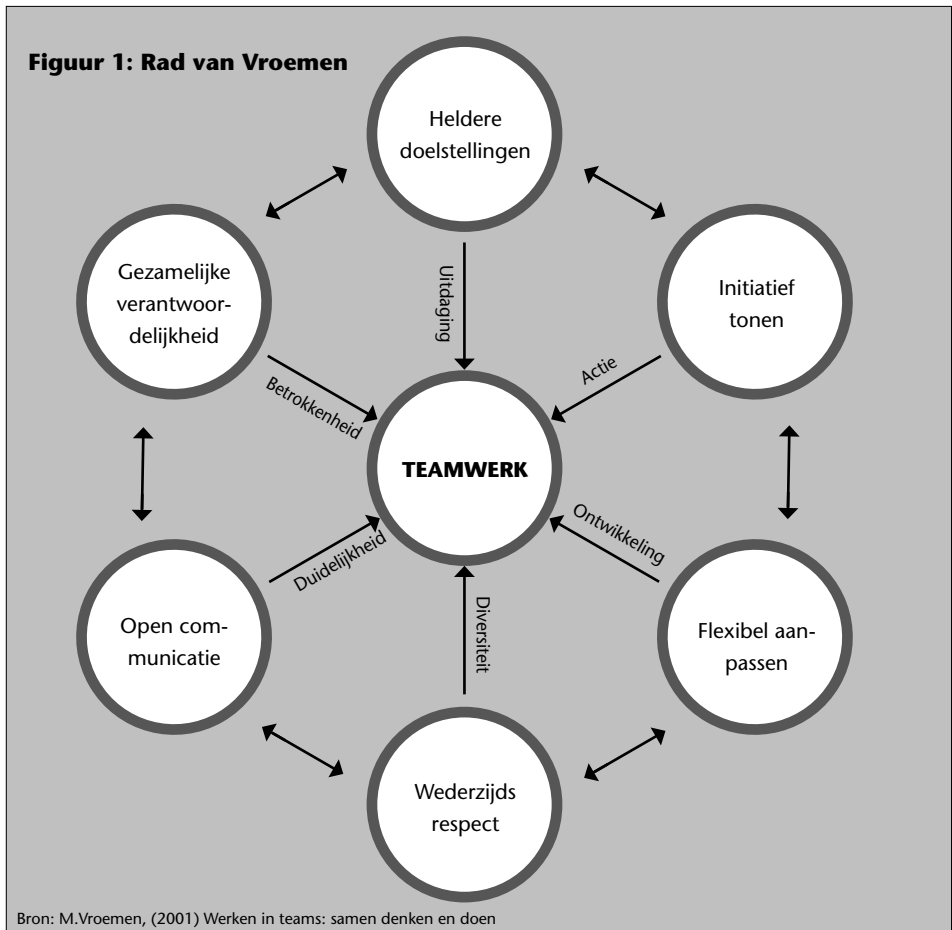 Figuur 1: Rad van Vroemen
Heldere
doelstellingen
Gezamelijke
verantwoor-
delijkheid
Uitdaging
Initiatief
tonen
Betrokkenheid
Actie
TEAMWERK
Duidelijkheid
Ontwikkeling
Diversiteit
Open com-
municatie
Flexibel aan-
passen
Wederzijds
respect
Bron: M.Vroemen, (2001) Werken in teams: samen denken en doen